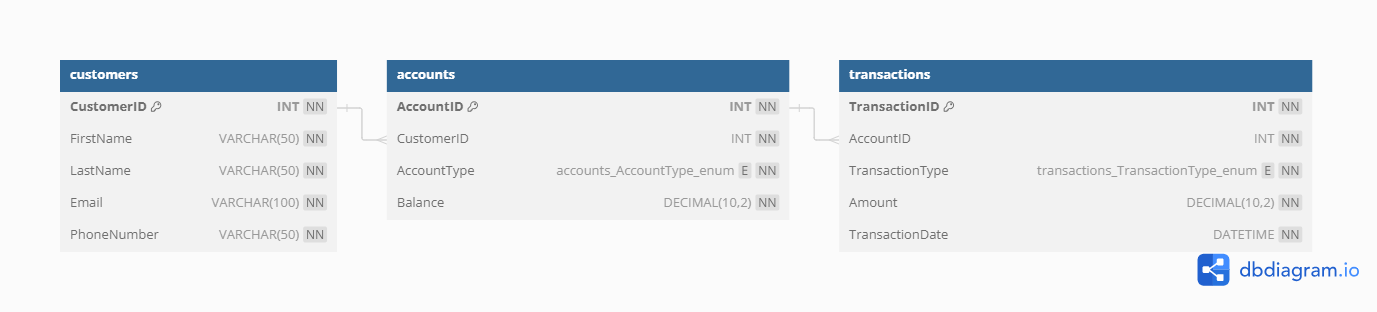 customers
CustomerID INT NN
FirstName VARCHAR(50) NN
LastName VARCHAR(50) NN
Email VARCHAR(100) NN
PhoneNumber VARCHAR(50) NN
accounts
AccountID INT NN
CustomerID INT NN
AccountType accounts_AccountType_enum E NN
Balance DECIMAL(10,2) NN
transactions
TransactionID INT NN
AccountID INT NN
TransactionType transactions_TransactionType_enum E NN
Amount DECIMAL(10,2) NN
TransactionDate DATETIME NN
dbdiagram.io